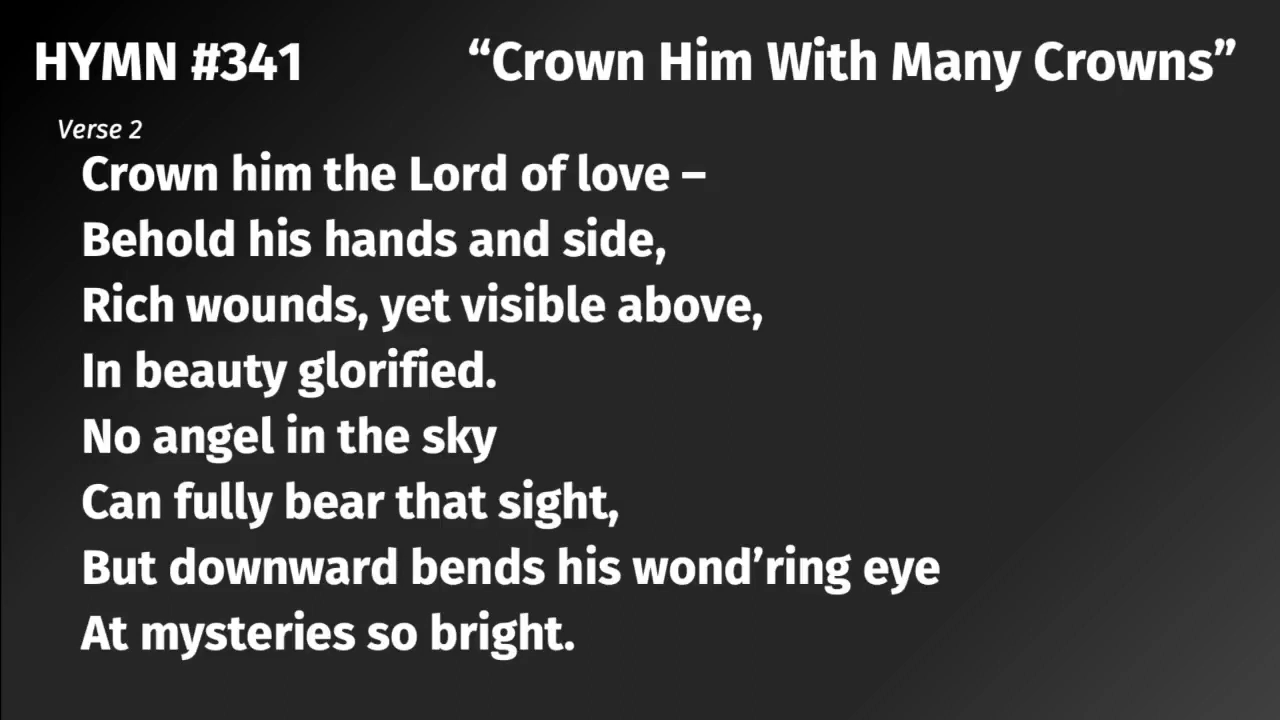 HYMN #341 “Crown Him With Many Crowns”
Verse 2
Crown him the Lord of love –
Behold his hands and side,
Rich wounds, yet visible above,
In beauty glorified.
No angel in the sky
Can fully bear that sight,
But downward bends his wond’ring eye
At mysteries so bright.